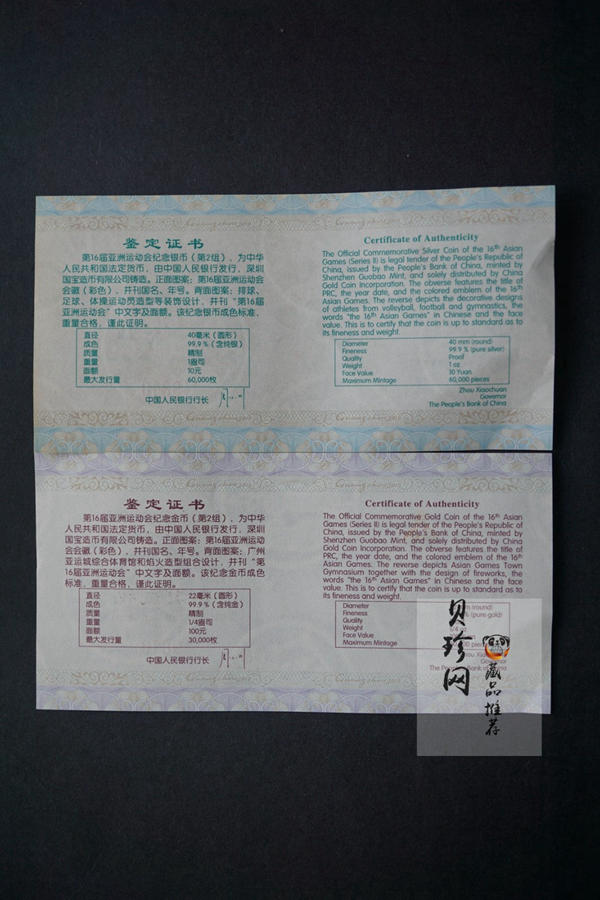 鉴定证书
第16届亚洲运动会纪念银币（第2组），为中华
人民共和国法定货币，由中国人民银行发行，深圳
国宝造币有限公司铸造。正面图案：第16届亚洲运动会
会徽（彩色），并刊国名、年号。背面图案：排球、
足球、体操运动员造型等装饰设计，并刊“第16届
亚洲运动会”中文字及面额。该纪念银币成色标准，
重量合格，谨此证明。
直径 40毫米（圆形）
成色 99.9％（含纯银）
质量 精制
重量 1盎司
面额 10元
最大发行量 60,000枚
中国人民银行行长
Certificate of Authenticity
The Official Commemorative Silver Coin of the 16th Asian
Games (Series II) is legal tender of the People's Republic of
China, issued by the People's Bank of China, minted by
Shenzhen Guobao Mint, and solely distributed by China
Gold Coin Incorporation. The obverse features the title of
PRC, the year date, and the colored emblem of the 16th
Asian Games. The reverse depicts the decorative designs
of athletes from volleyball, football and gymnastics, the
words "the 16th Asian Games" in Chinese and the face
value. This is to certify that the coin is up to standard as to
its fineness and weight.
Diameter 40 mm (round)
Fineness 99.9 % (pure silver)
Quality Proof
Weight 1 oz
Face Value 10 Yuan
Maximum Mintage 60,000 pieces
Zhou Xiaochuan
Governor
The People's Bank of China
鉴定证书
第16届亚洲运动会纪念金币（第2组），为中华
人民共和国法定货币，由中国人民银行发行，深圳
国宝造币有限公司铸造。正面图案：第16届亚洲运动
会会徽（彩色），并刊国名、年号。背面图案：广州
亚运城综合体育馆和焰火造型组合设计，并刊“第
16届亚洲运动会”中文字及面额。该纪念金币成色
标准，重量合格，谨此证明。
直径 22毫米（圆形）
成色 99.9％（含纯金）
质量 精制
重量 1/4盎司
面额 100元
最大发行量 30,000枚
中国人民银行行长
Certificate of Authenticity
The Official Commemorative Gold Coin of the 16th Asian
Games (Series II) is legal tender of the People's Republic of
China, issued by the People's Bank of China, minted by
Shenzhen Guobao Mint, and solely distributed by China
Gold Coin Incorporation. The obverse features the title of
PRC, the year date, and the colored emblem of the 16th
Asian Games. The reverse depicts Asian Games Town
Gymnasium together with the design of fireworks, the
words "the 16th Asian Games" in Chinese and the face
value. This is to certify that the coin is up to standard as to
its fineness and weight.
Diameter (round)
Fineness (pure gold)
Quality
Weight
Face Value
Maximum Mintage pieces
Governor
The of China
贝珍网
藏品推荐